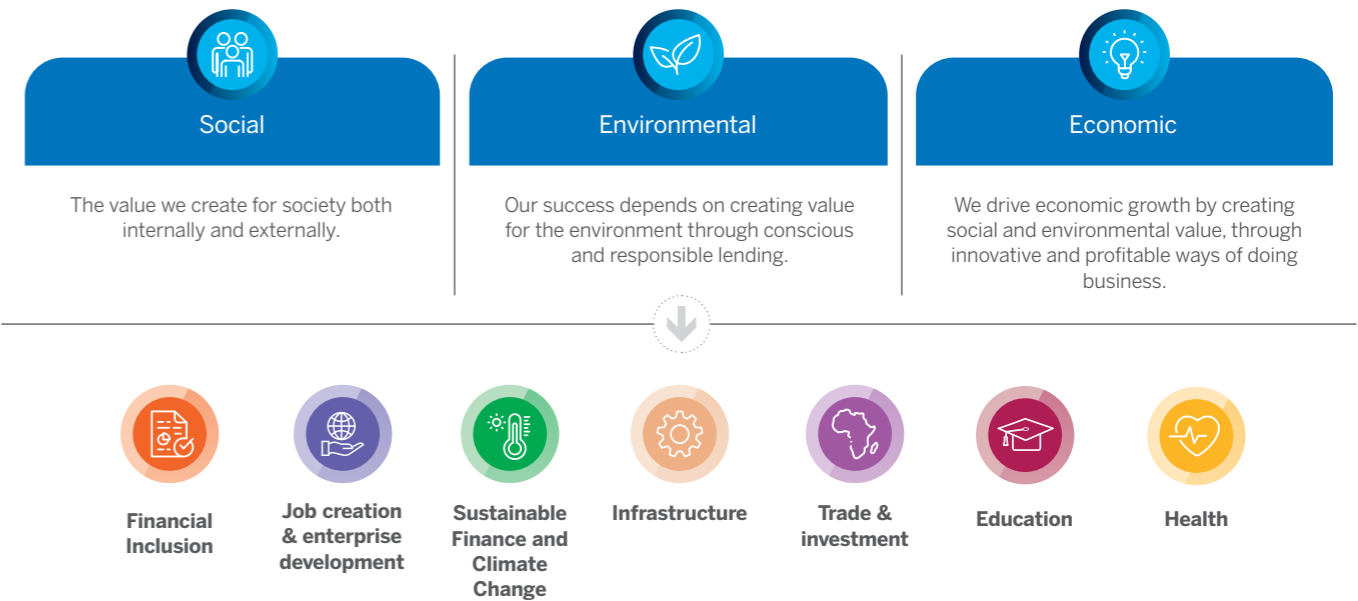 Social
The value we create for society both
internally and externally.
Environmental
Our success depends on creating value
for the environment through conscious
and responsible lending.
Economic
We drive economic growth by creating
social and environmental value, through
innovative and profitable ways of doing
business.
Financial
Inclusion
Job creation
& enterprise
development
Sustainable
Finance and
Climate
Change
Infrastructure
Trade &
investment
Education
Health